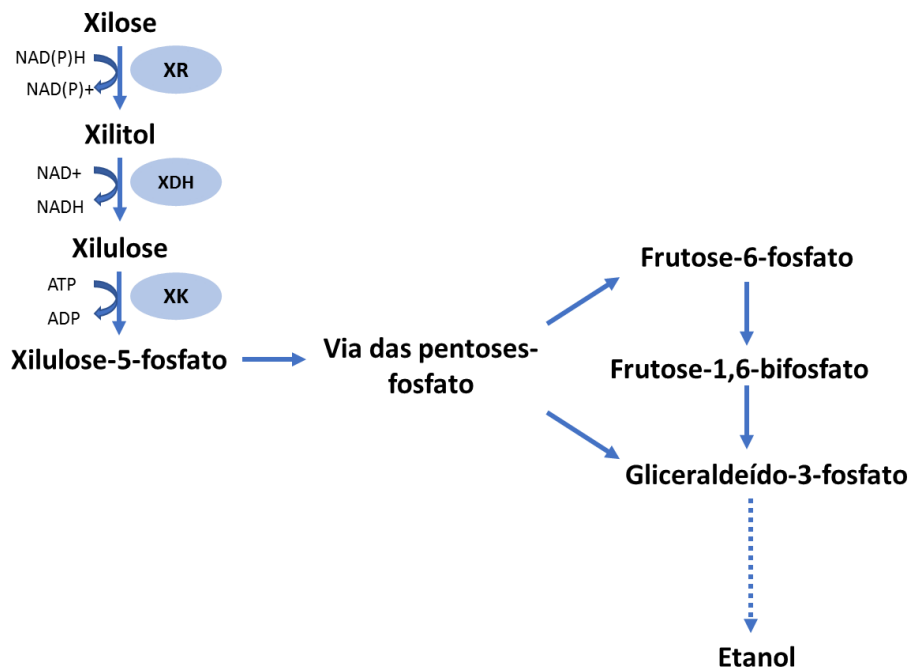 Xilose
NAD(P)H
XR
NAD(P)+
Xilitol
NAD+
XDH
NADH
Xilulose
ATP
XK
ADP
Xilulose-5-fosfato
Via das pentoses-
fosfato
Frutose-6-fosfato
Frutose-1,6-bifosfato
Gliceraldeído-3-fosfato
Etanol